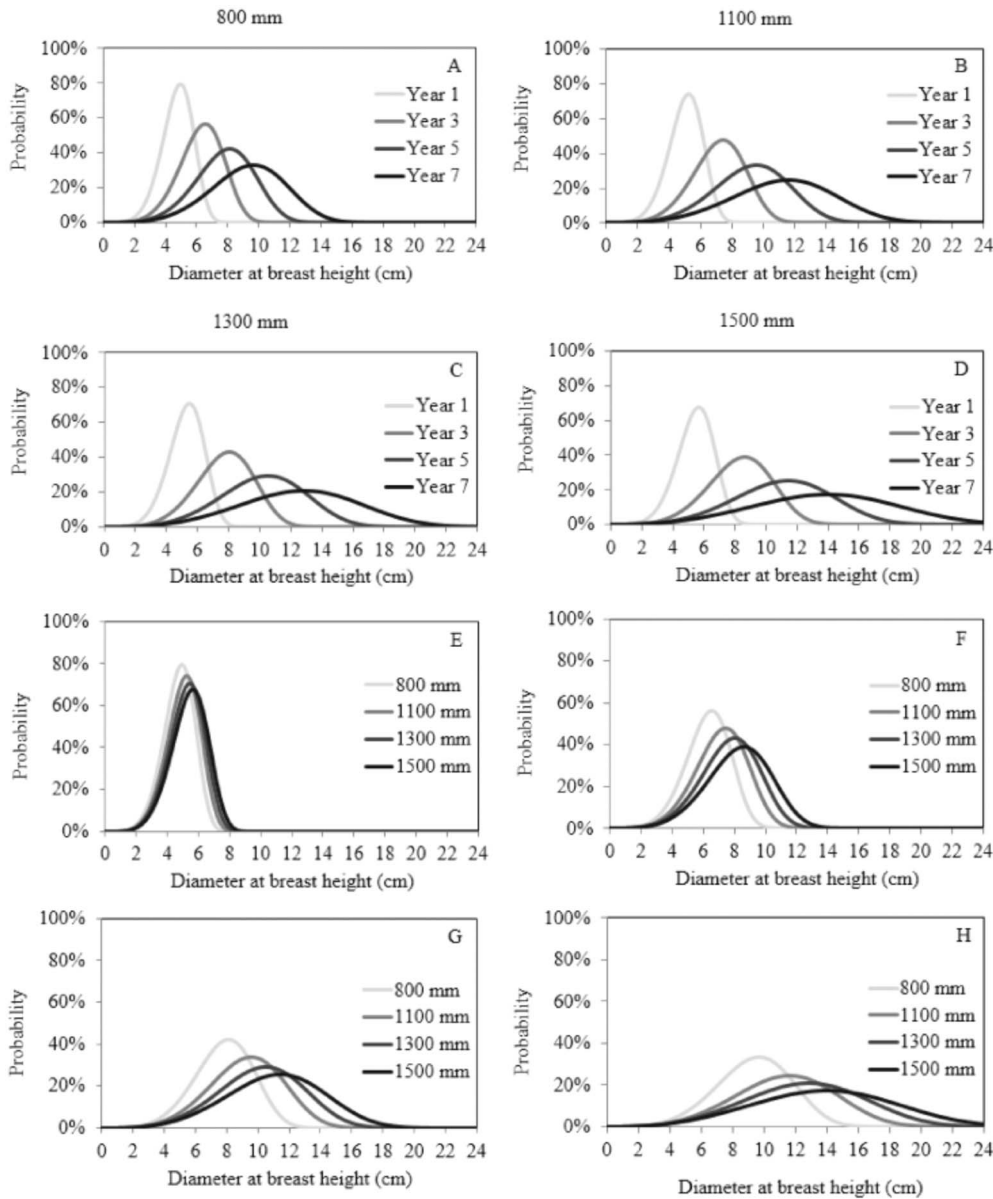 800 mm
A
Probability
100%
80%
60%
40%
20%
0%
Year 1
Year 3
Year 5
Year 7
0 2 4 6 8 10 12 14 16 18 20 22 24
Diameter at breast height (cm)
1100 mm
B
Probability
100%
80%
60%
40%
20%
0%
Year 1
Year 3
Year 5
Year 7
0 2 4 6 8 10 12 14 16 18 20 22 24
Diameter at breast height (cm)
1300 mm
C
Probability
100%
80%
60%
40%
20%
0%
Year 1
Year 3
Year 5
Year 7
0 2 4 6 8 10 12 14 16 18 20 22 24
Diameter at breast height (cm)
1500 mm
D
Probability
100%
80%
60%
40%
20%
0%
Year 1
Year 3
Year 5
Year 7
0 2 4 6 8 10 12 14 16 18 20 22 24
Diameter at breast height (cm)
E
Probability
100%
80%
60%
40%
20%
0%
800 mm
1100 mm
1300 mm
1500 mm
0 2 4 6 8 10 12 14 16 18 20 22 24
Diameter at breast height (cm)
F
Probability
100%
80%
60%
40%
20%
0%
800 mm
1100 mm
1300 mm
1500 mm
0 2 4 6 8 10 12 14 16 18 20 22 24
Diameter at breast height (cm)
G
Probability
100%
80%
60%
40%
20%
0%
800 mm
1100 mm
1300 mm
1500 mm
0 2 4 6 8 10 12 14 16 18 20 22 24
Diameter at breast height (cm)
H
Probability
100%
80%
60%
40%
20%
0%
800 mm
1100 mm
1300 mm
1500 mm
0 2 4 6 8 10 12 14 16 18 20 22 24
Diameter at breast height (cm)